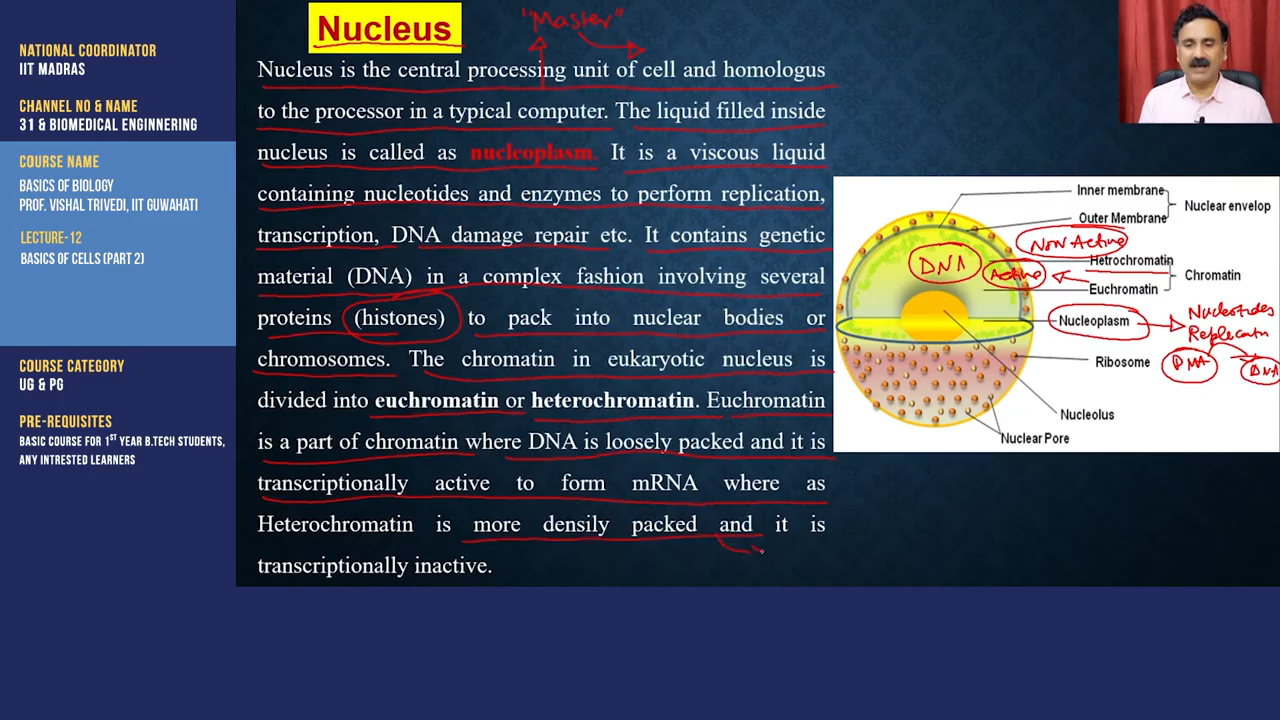 NATIONAL COORDINATOR
IIT MADRAS
CHANNEL NO & NAME
31 & BIOMEDICAL ENGINNERING
COURSE NAME
BASICS OF BIOLOGY
PROF. VISHAL TRIVEDI, IIT GUWAHATI
LECTURE-12
BASICS OF CELLS (PART 2)
COURSE CATEGORY
UG & PG
PRE-REQUISITES
BASIC COURSE FOR 1ST YEAR B.TECH STUDENTS,
ANY INTRESTED LEARNERS
Nucleus
"Master"
Nucleus is the central processing unit of cell and homologus
to the processor in a typical computer. The liquid filled inside
nucleus is called as nucleoplasm. It is a viscous liquid
containing nucleotides and enzymes to perform replication,
transcription, DNA damage repair etc. It contains genetic
material (DNA) in a complex fashion involving several
proteins (histones) to pack into nuclear bodies or
chromosomes. The chromatin in eukaryotic nucleus is
divided into euchromatin or heterochromatin. Euchromatin
is a part of chromatin where DNA is loosely packed and it is
transcriptionally active to form mRNA where as
Heterochromatin is more densily packed and it is
transcriptionally inactive.
Inner membrane
Nuclear envelop
Outer Membrane
Non Active
Hetrochromatin
DNA
Active
Chromatin
Euchromatin
Nucleoplasm
Nucleotides
Replicatn
Ribosome
DNA
DNA
Nucleolus
Nuclear Pore